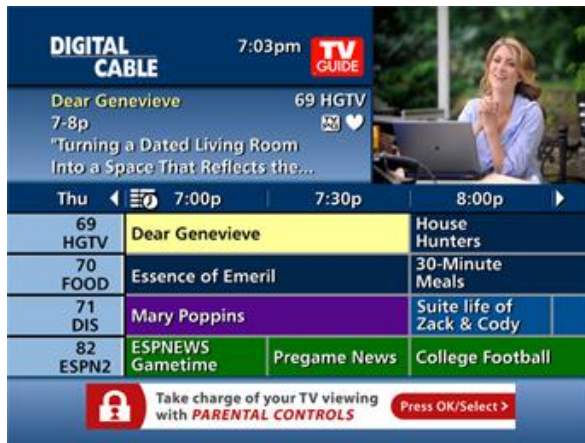 DIGITAL
CABLE
7:03pm
TV
GUIDE
Dear Genevieve
69 HGTV
7-8p
"Turning a Dated Living Room
Into a Space That Reflects the...
Thu
7:00p
7:30p
8:00p
69
HGTV
Dear Genevieve
House
Hunters
70
FOOD
Essence of Emeril
30-Minute
Meals
71
DIS
Mary Poppins
Suite life of
Zack & Cody
82
ESPN2
ESPNEWS
Gametime
Pregame News
College Football
Take charge of your TV viewing
with PARENTAL CONTROLS
Press OK/Select >